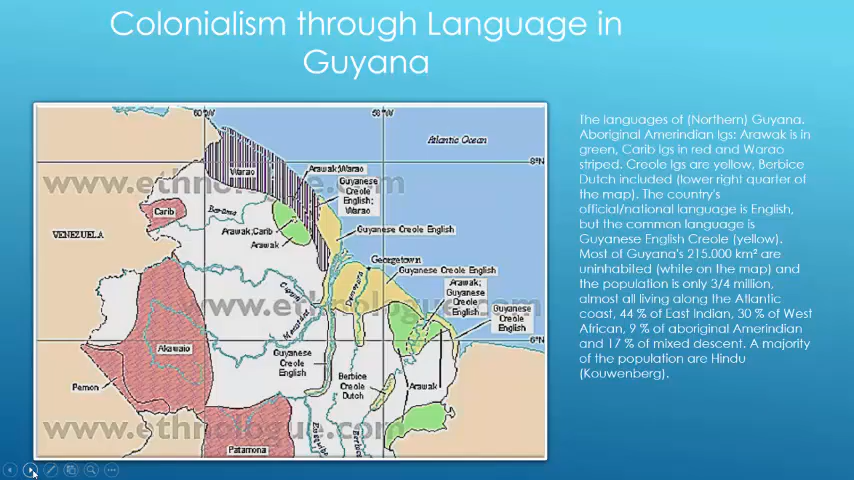 Colonialism through Language in
Guyana
60°W
58°W
Atlantic Ocean
8°N
Warao
Arawak;Warao
www.ethnologue.com
Guyanese
Creole
English;
Warao
Carib
Arawak;Carib
Arawak
Guyanese Creole English
VENEZUELA
Georgetown
Guyanese Creole English
Arawak;
Guyanese
Creole
English
Cuyuni
www.ethnologue.com
Guyanese
Creole
English
Mazaruni
6°N
Akawaio
Guyanese
Creole
English
Pemon
Berbice
Creole
Dutch
Arawak
www.ethnologue.com
Patamona
The languages of (Northern) Guyana.
Aboriginal Amerindian lgs: Arawak is in
green, Carib lgs in red and Warao
striped. Creole lgs are yellow, Berbice
Dutch included (lower right quarter of
the map). The country's
official/national language is English,
but the common language is
Guyanese English Creole (yellow).
Most of Guyana's 215.000 km² are
uninhabited (white on the map) and
the population is only 3/4 million,
almost all living along the Atlantic
coast, 44 % of East Indian, 30 % of West
African, 9 % of aboriginal Amerindian
and 17 % of mixed descent. A majority
of the population are Hindu
(Kouwenberg).